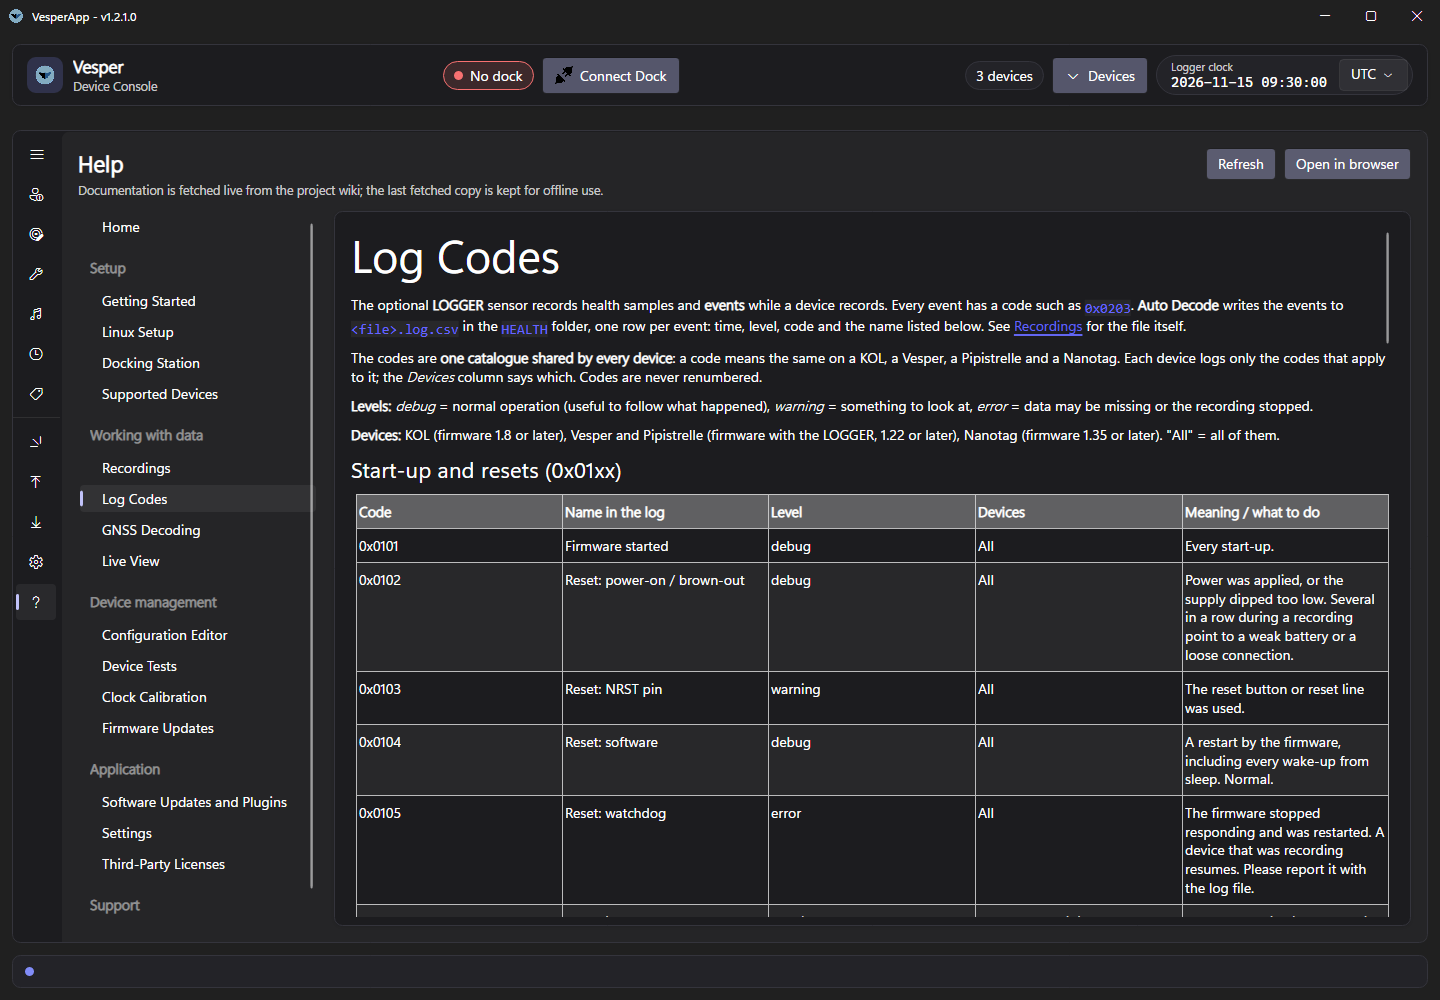 VesperApp - v1.2.1.0
Vesper
Device Console
No dock
Connect Dock
3 devices
Devices
Logger clock
2026-11-15 09:30:00
UTC
Help
Documentation is fetched live from the project wiki; the last fetched copy is kept for offline use.
Refresh
Open in browser
Home
Setup
Getting Started
Linux Setup
Docking Station
Supported Devices
Working with data
Recordings
Log Codes
GNSS Decoding
Live View
Device management
Configuration Editor
Device Tests
Clock Calibration
Firmware Updates
Application
Software Updates and Plugins
Settings
Third-Party Licenses
Support
Log Codes
The optional LOGGER sensor records health samples and events while a device records. Every event has a code such as 0x0203. Auto Decode writes the events to
<file>.log.csv in the HEALTH folder, one row per event: time, level, code and the name listed below. See Recordings for the file itself.
The codes are one catalogue shared by every device: a code means the same on a KOL, a Vesper, a Pipistrelle and a Nanotag. Each device logs only the codes that apply
to it; the Devices column says which. Codes are never renumbered.
Levels: debug = normal operation (useful to follow what happened), warning = something to look at, error = data may be missing or the recording stopped.
Devices: KOL (firmware 1.8 or later), Vesper and Pipistrelle (firmware with the LOGGER, 1.22 or later), Nanotag (firmware 1.35 or later). "All" = all of them.
Start-up and resets (0x01xx)
Code Name in the log Level Devices Meaning / what to do
0x0101 Firmware started debug All Every start-up.
0x0102 Reset: power-on / brown-out debug All Power was applied, or the
supply dipped too low. Several
in a row during a recording
point to a weak battery or a
loose connection.
0x0103 Reset: NRST pin warning All The reset button or reset line
was used.
0x0104 Reset: software debug All A restart by the firmware,
including every wake-up from
sleep. Normal.
0x0105 Reset: watchdog error All The firmware stopped
responding and was restarted. A
device that was recording
resumes. Please report it with
the log file.